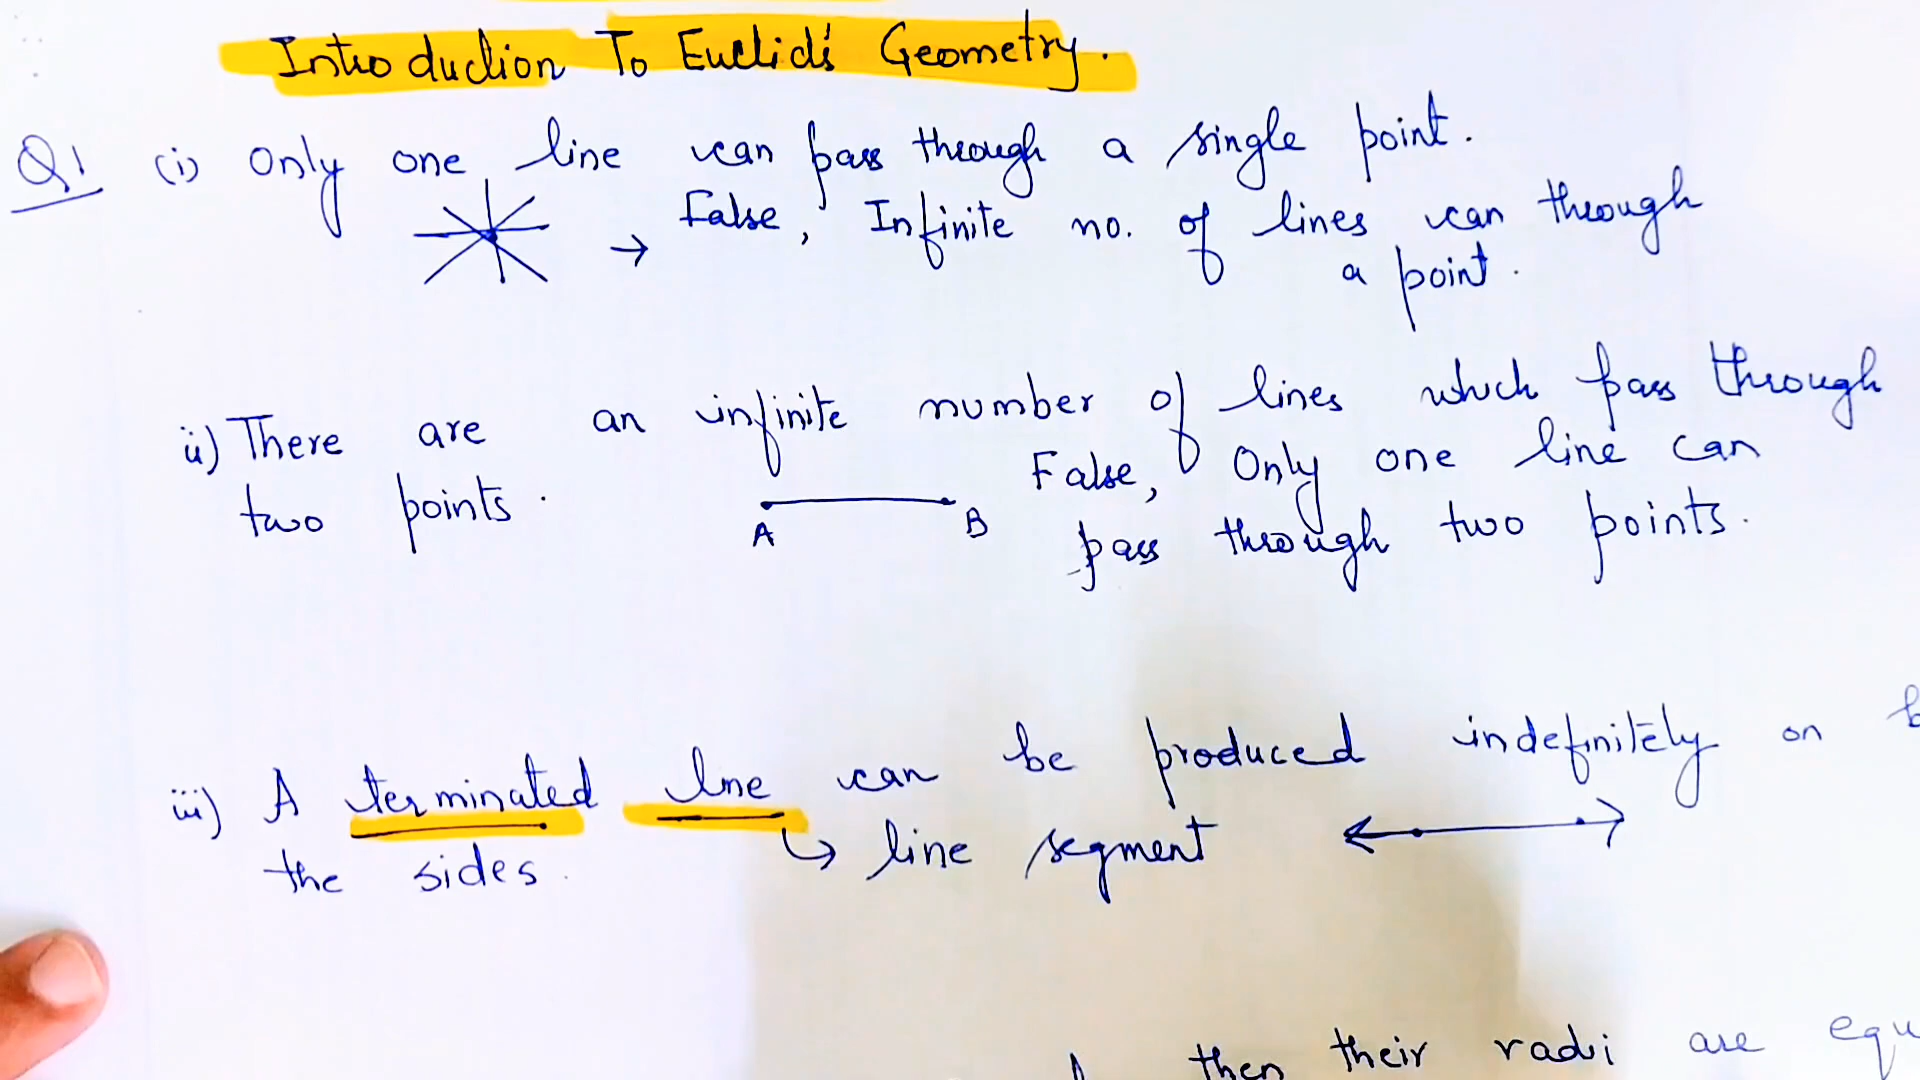 Introduction To Euclid's Geometry.
Q1 (i) Only one line can pass through a single point.
→ False, Infinite no. of lines can through
a point.
ii) There are an infinite number of lines which pass through
two points.
False, Only one line can
pass through two points.
A B
iii) A terminated line can be produced indefinitely on
the sides.
↳ line segment
then their radii are equ